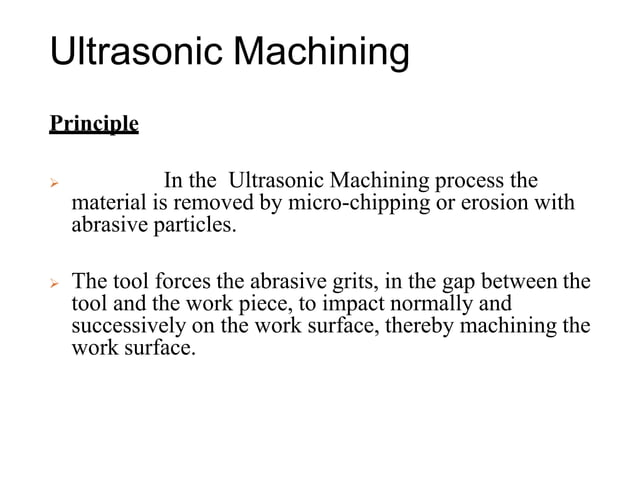 Ultrasonic Machining
Principle
In the Ultrasonic Machining process the
material is removed by micro-chipping or erosion with
abrasive particles.
The tool forces the abrasive grits, in the gap between the
tool and the work piece, to impact normally and
successively on the work surface, thereby machining the
work surface.